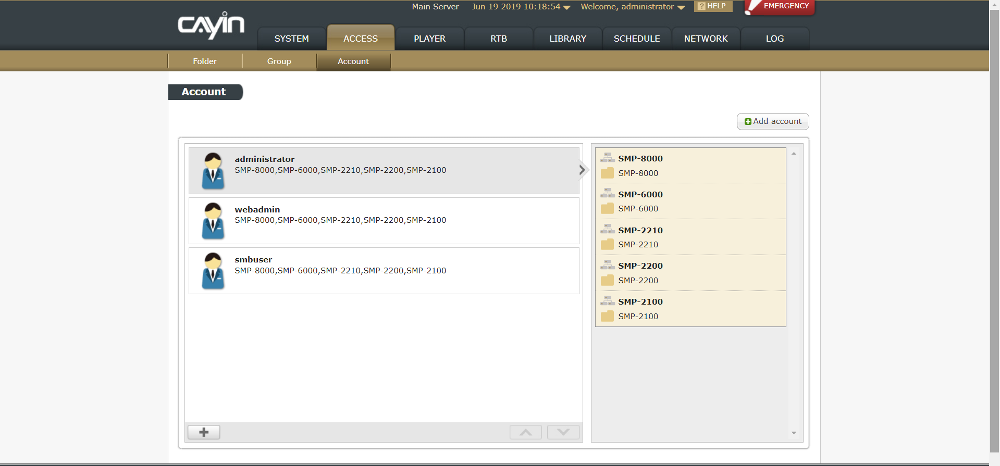 Main Server Jun 19 2019 10:18:54 Welcome, administrator ? HELP EMERGENCY
cayin
SYSTEM ACCESS PLAYER RTB LIBRARY SCHEDULE NETWORK LOG
Folder Group Account
Account
Add account
administrator
SMP-8000,SMP-6000,SMP-2210,SMP-2200,SMP-2100
webadmin
SMP-8000,SMP-6000,SMP-2210,SMP-2200,SMP-2100
smbuser
SMP-8000,SMP-6000,SMP-2210,SMP-2200,SMP-2100
SMP-8000
SMP-8000
SMP-6000
SMP-6000
SMP-2210
SMP-2210
SMP-2200
SMP-2200
SMP-2100
SMP-2100